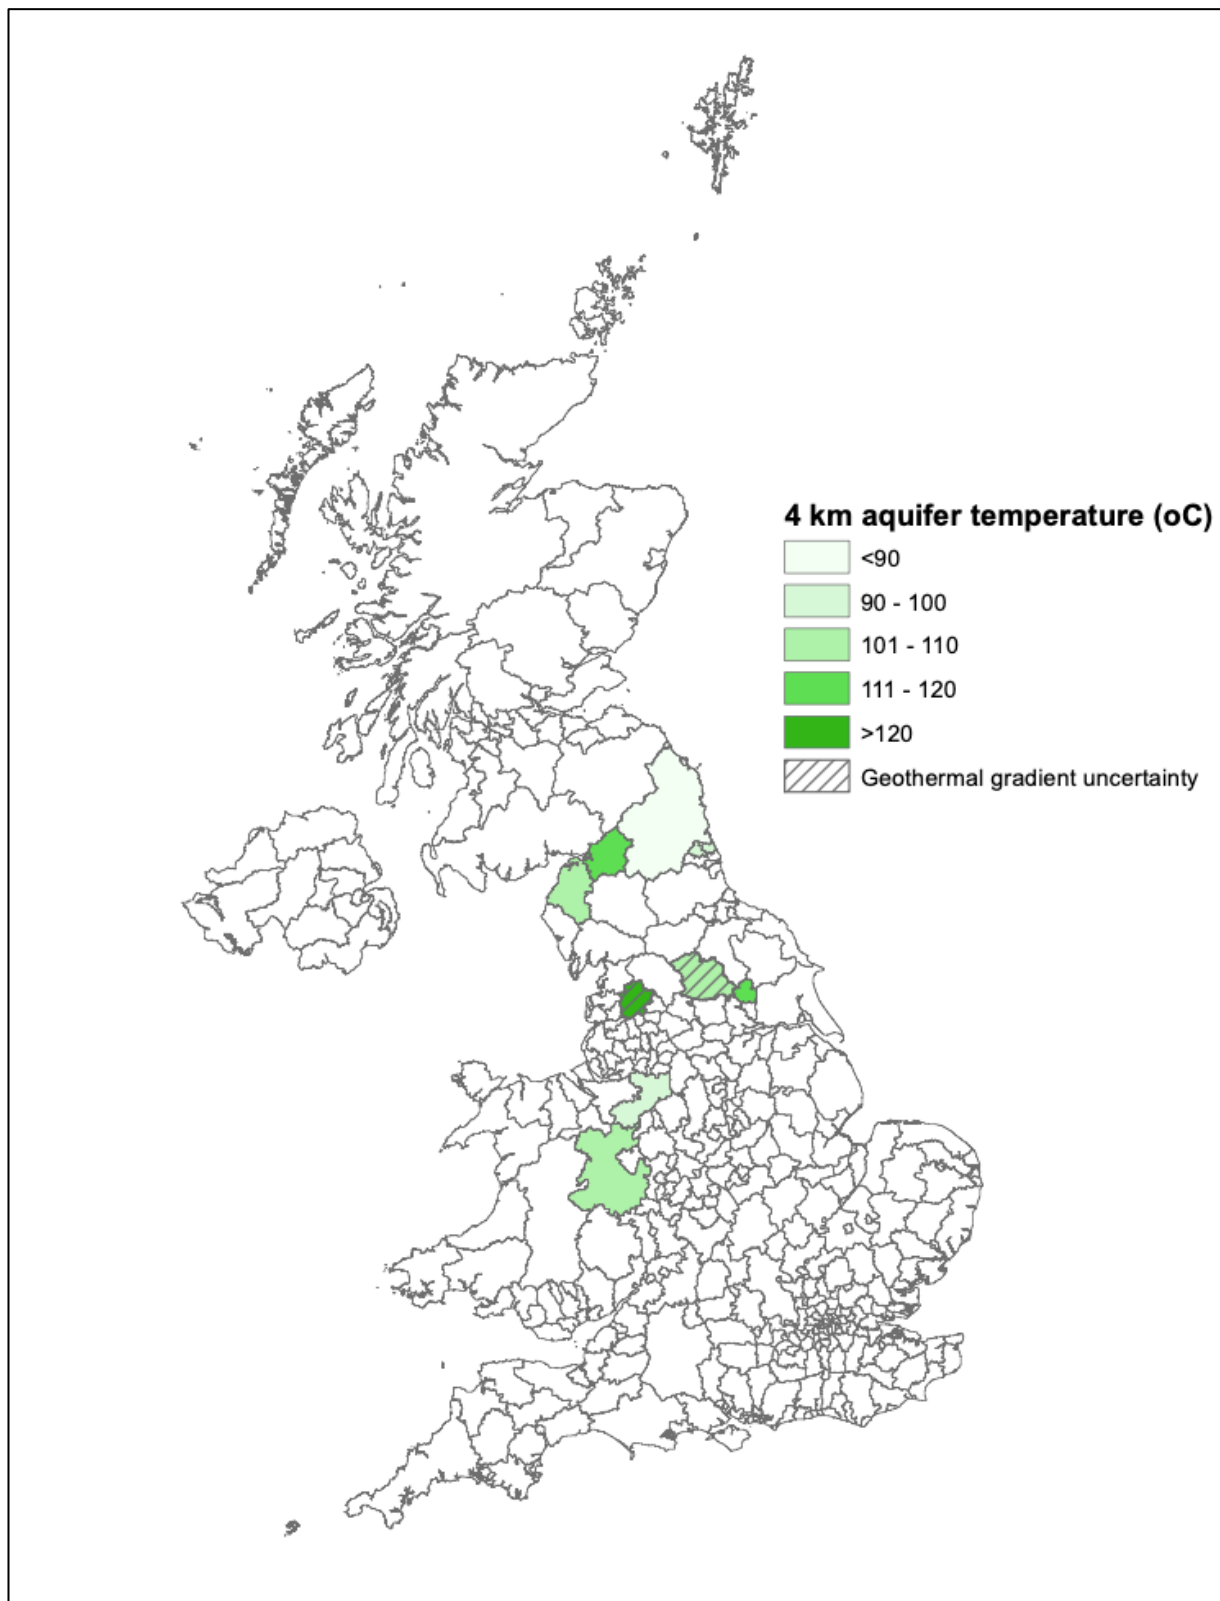 4 km aquifer temperature (oC)
<90
90 - 100
101 - 110
111 - 120
>120
Geothermal gradient uncertainty